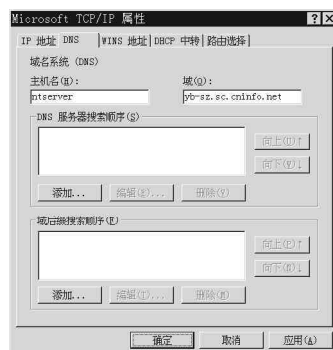 Microsoft TCP/IP 属性
IP 地址 DNS WINS 地址 DHCP 中转 路由选择
域名系统 (DNS)
主机名(H): 域(O):
ntserver yb-sz.sc.cninfo.net
DNS 服务器搜索顺序(S)
向上(U)↑
向下(W)↓
添加... 编辑(E)... 删除(V)
域后缀搜索顺序(F)
向上(P)↑
向下(N)↓
添加... 编辑(I)... 删除(M)
确定 取消 应用(A)